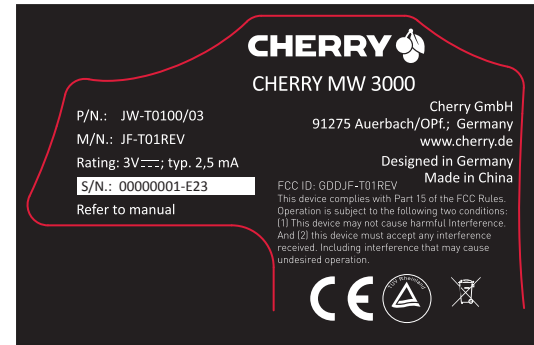 CHERRY
CHERRY MW 3000
P/N.: JW-T0100/03
M/N.: JF-T01REV
Rating: 3V⎓; typ. 2,5 mA
S/N.: 00000001-E23
Refer to manual
Cherry GmbH
91275 Auerbach/OPf.; Germany
www.cherry.de
Designed in Germany
Made in China
FCC ID: GDDJF-T01REV
This device complies with Part 15 of the FCC Rules.
Operation is subject to the following two conditions:
(1) This device may not cause harmful Interference.
And (2) this device must accept any interference
received. Including interference that may cause
undesired operation.
CE
TÜV Rheinland